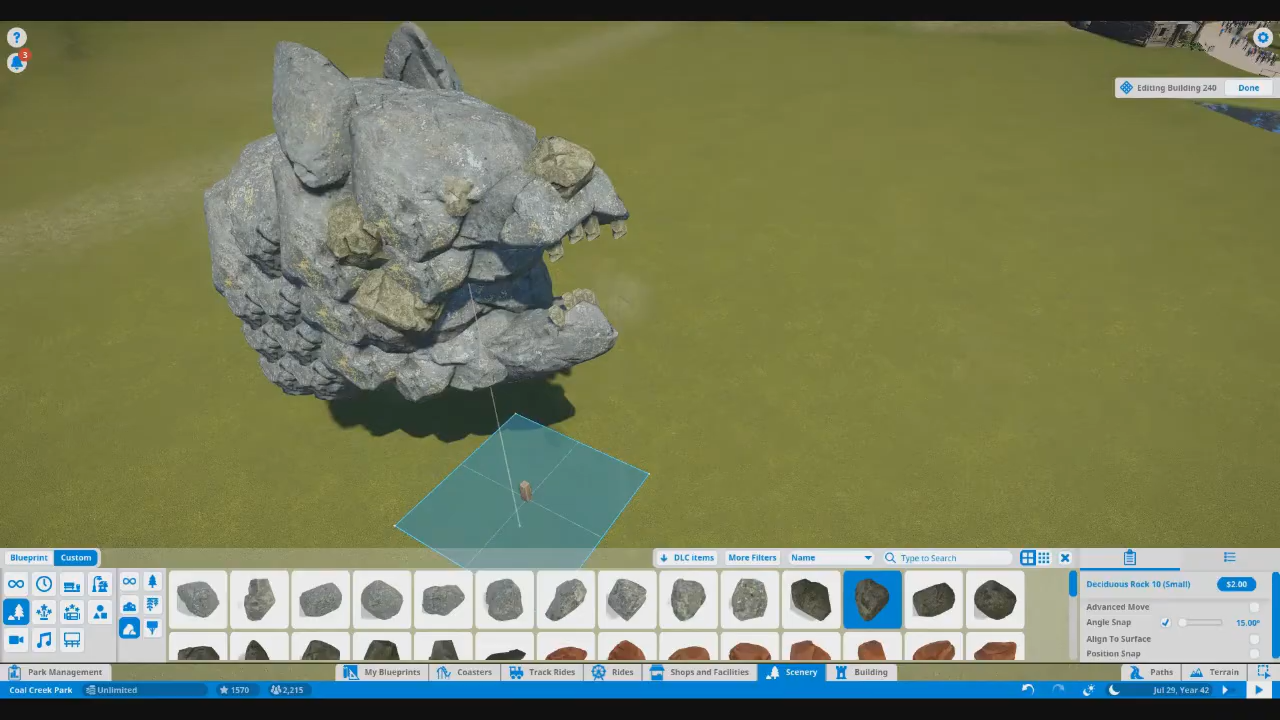 ?
3
Editing Building 240
Done
Blueprint
Custom
DLC items
More Filters
Name
Type to Search
Deciduous Rock 10 (Small)
$2.00
Advanced Move
Angle Snap
15.00°
Align To Surface
Position Snap
Park Management
My Blueprints
Coasters
Track Rides
Rides
Shops and Facilities
Scenery
Building
Paths
Terrain
Coal Creek Park
Unlimited
1570
2,215
Jul 29, Year 42